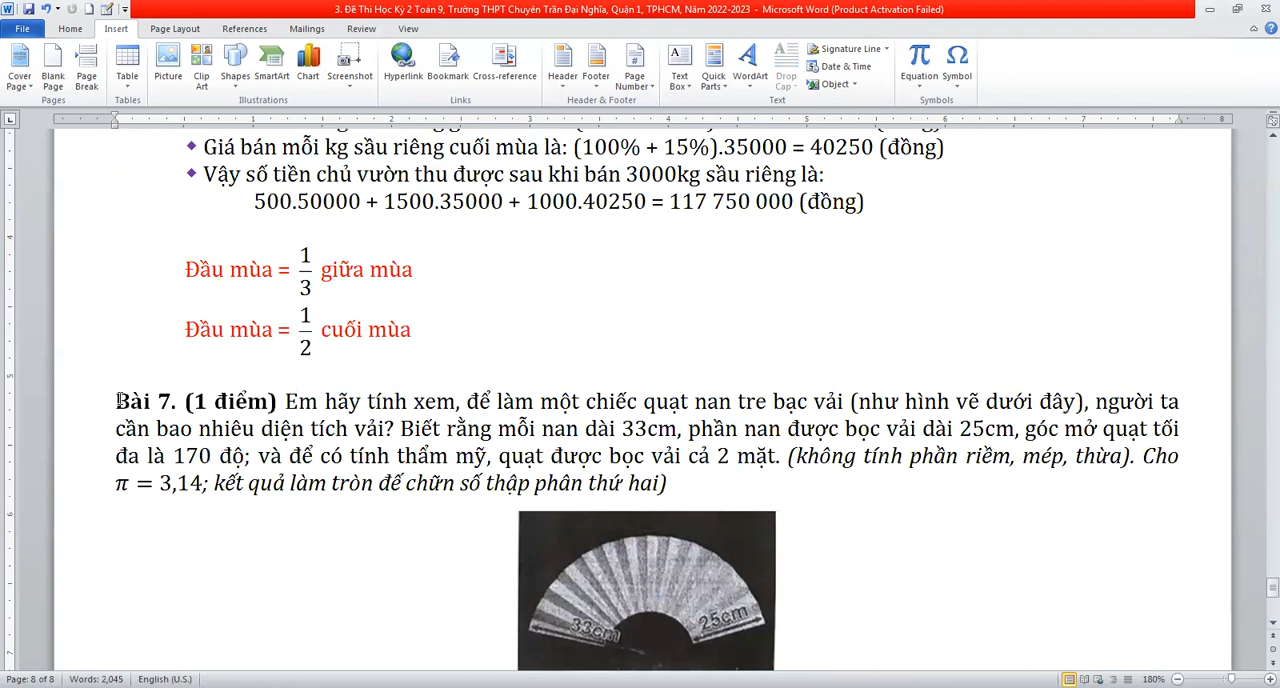 3. Đề Thi Học Kỳ 2 Toán 9, Trường THPT Chuyên Trần Đại Nghĩa, Quận 1, TPHCM, Năm 2022-2023 - Microsoft Word (Product Activation Failed)
File Home Insert Page Layout References Mailings Review View
Cover Page Blank Page Page Break Table Picture Clip Art Shapes SmartArt Chart Screenshot Hyperlink Bookmark Cross-reference Header Footer Page Number Text Box Quick Parts WordArt Drop Cap Signature Line Date & Time Object Equation Symbol
Pages Tables Illustrations Links Header & Footer Text Symbols
1 2 3 4 5 6 7 8
◆ Giá bán mỗi kg sầu riêng cuối mùa là: (100% + 15%).35000 = 40250 (đồng)
◆ Vậy số tiền chủ vườn thu được sau khi bán 3000kg sầu riêng là:
500.50000 + 1500.35000 + 1000.40250 = 117 750 000 (đồng)
Đầu mùa = 1/3 giữa mùa
Đầu mùa = 1/2 cuối mùa
Bài 7. (1 điểm) Em hãy tính xem, để làm một chiếc quạt nan tre bạc vải (như hình vẽ dưới đây), người ta
cần bao nhiêu diện tích vải? Biết rằng mỗi nan dài 33cm, phần nan được bọc vải dài 25cm, góc mở quạt tối
đa là 170 độ; và để có tính thẩm mỹ, quạt được bọc vải cả 2 mặt. (không tính phần riềm, mép, thừa). Cho
π = 3,14; kết quả làm tròn đế chữn số thập phân thứ hai)
33cm 25cm
Page: 8 of 8 Words: 2,045 English (U.S.) 180%